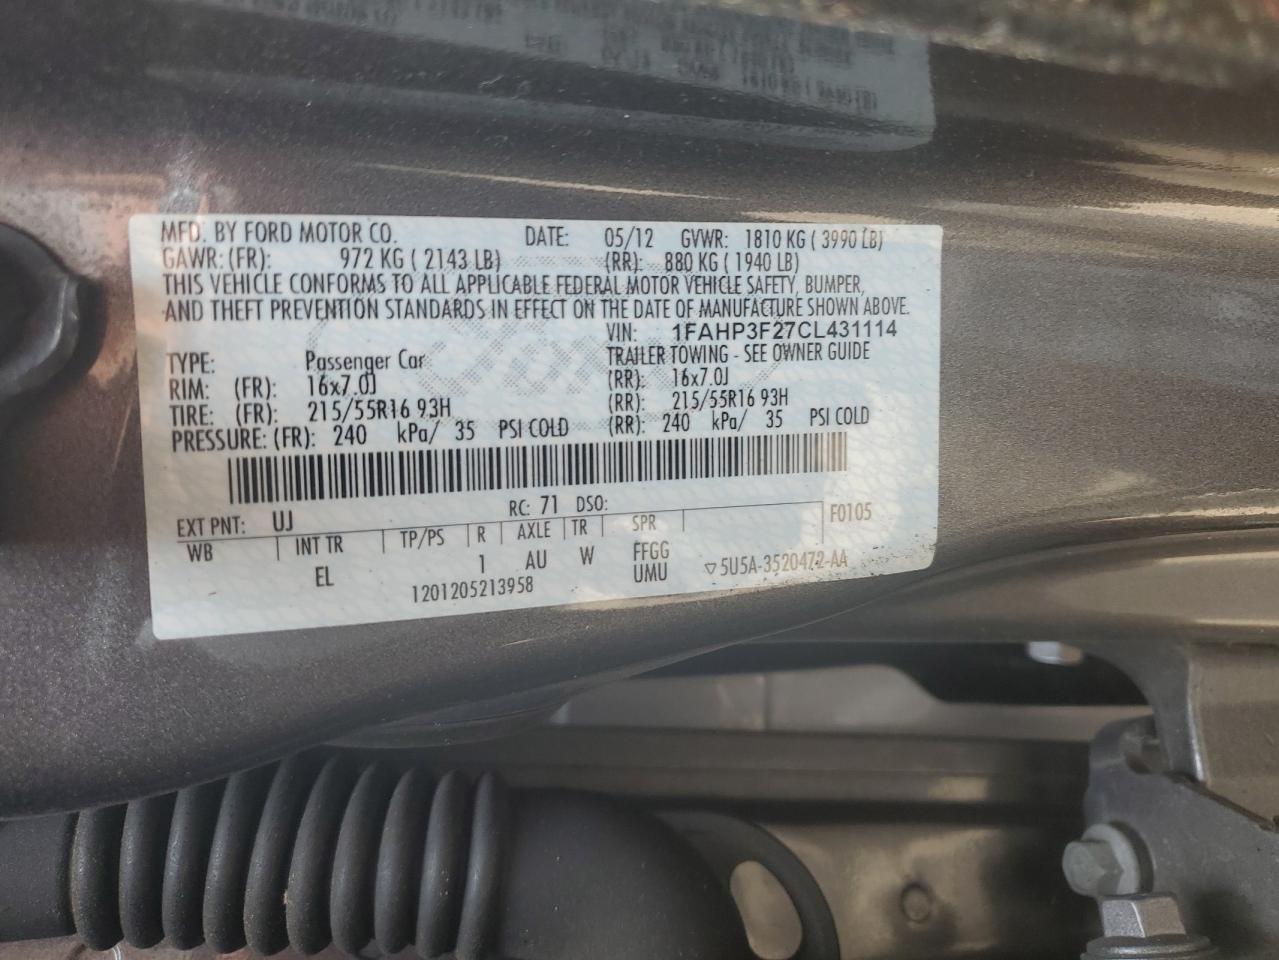 MFD. BY FORD MOTOR CO. DATE: 05/12 GVWR: 1810 KG ( 3990 LB)
GAWR: (FR): 972 KG ( 2143 LB) (RR): 880 KG ( 1940 LB)
THIS VEHICLE CONFORMS TO ALL APPLICABLE FEDERAL MOTOR VEHICLE SAFETY, BUMPER,
AND THEFT PREVENTION STANDARDS IN EFFECT ON THE DATE OF MANUFACTURE SHOWN ABOVE.
VIN: 1FAHP3F27CL431114
TYPE: Passenger Car TRAILER TOWING - SEE OWNER GUIDE
RIM: (FR): 16x7.0J (RR): 16x7.0J
TIRE: (FR): 215/55R16 93H (RR): 215/55R16 93H
PRESSURE: (FR): 240 kPa/ 35 PSI COLD (RR): 240 kPa/ 35 PSI COLD
EXT PNT: UJ RC: 71 DSO: F0105
WB INT TR TP/PS R AXLE TR SPR
EL 1 AU W FFGG
UMU
1201205213958 ▽5U5A-3520472-AA